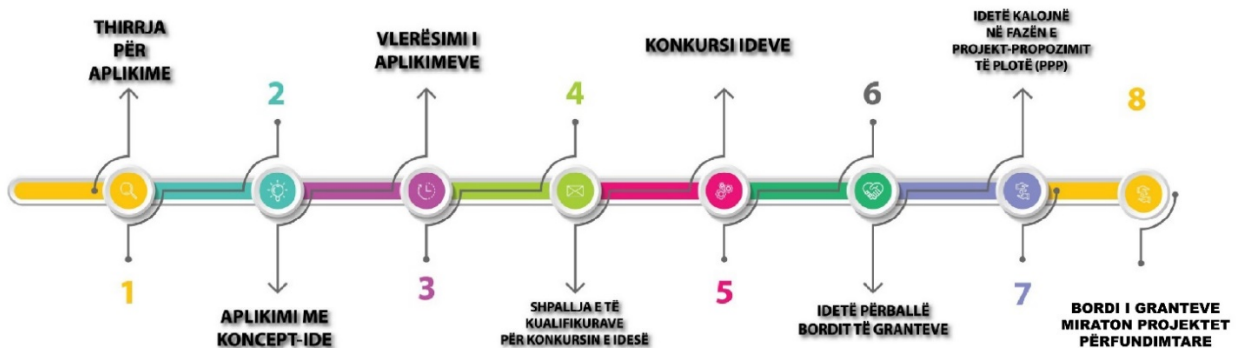 THIRRJA
PËR
APLIKIME
1
2
APLIKIMI ME
KONCEPT-IDE
VLERËSIMI I
APLIKIMEVE
3
4
SHPALLJA E TË
KUALIFIKURAVE
PËR KONKURSIN E IDESË
KONKURSI IDEVE
5
6
IDETË PËRBALLË
BORDIT TË GRANTEVE
IDETË KALOJNË
NË FAZËN E
PROJEKT-PROPOZIMIT
TË PLOTË (PPP)
7
8
BORDI I GRANTEVE
MIRATON PROJEKTET
PËRFUNDIMTARE